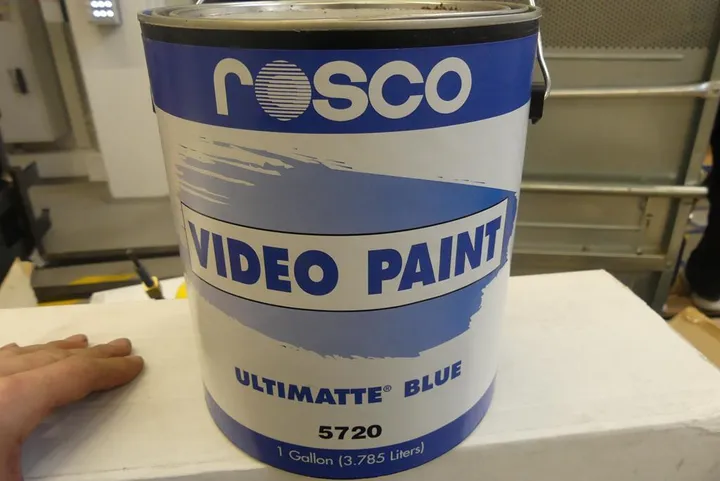 rosco
VIDEO PAINT
ULTIMATTE® BLUE
5720
1 Gallon (3.785 Liters)